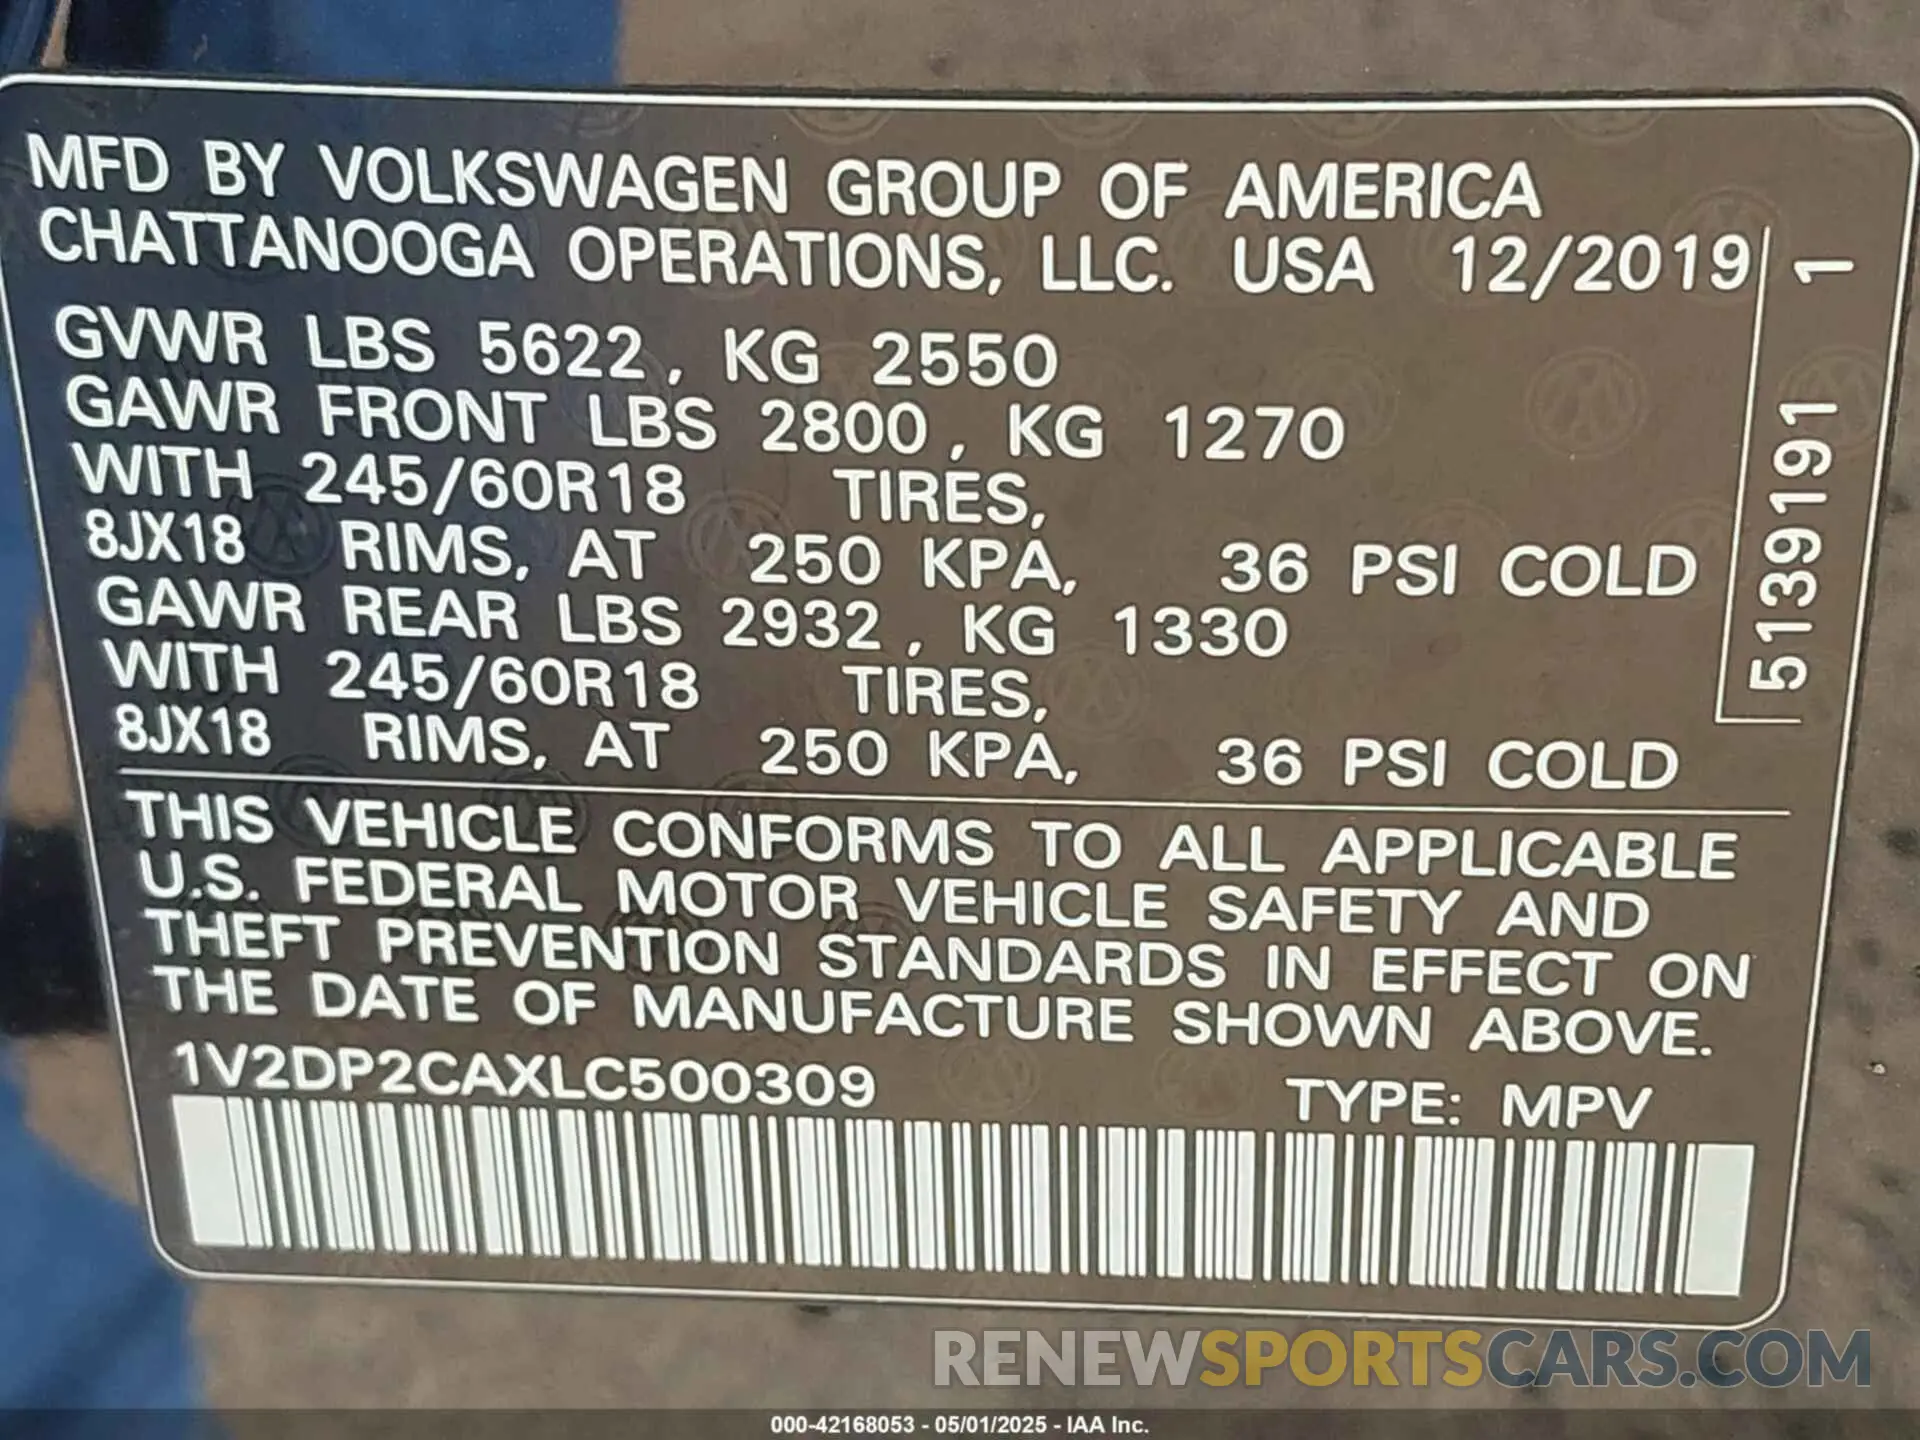 MFD BY VOLKSWAGEN GROUP OF AMERICA
CHATTANOOGA OPERATIONS, LLC. USA 12/2019
GVWR LBS 5622, KG 2550
GAWR FRONT LBS 2800, KG 1270
WITH 245/60R18 TIRES,
8JX18 RIMS, AT 250 KPA, 36 PSI COLD
GAWR REAR LBS 2932, KG 1330
WITH 245/60R18 TIRES,
8JX18 RIMS, AT 250 KPA, 36 PSI COLD
5139191 1
THIS VEHICLE CONFORMS TO ALL APPLICABLE
U.S. FEDERAL MOTOR VEHICLE SAFETY AND
THEFT PREVENTION STANDARDS IN EFFECT ON
THE DATE OF MANUFACTURE SHOWN ABOVE.
1V2DP2CAXLC500309 TYPE: MPV
RENEWSPORTSCARS.COM
000-42168053 - 05/01/2025 - IAA Inc.